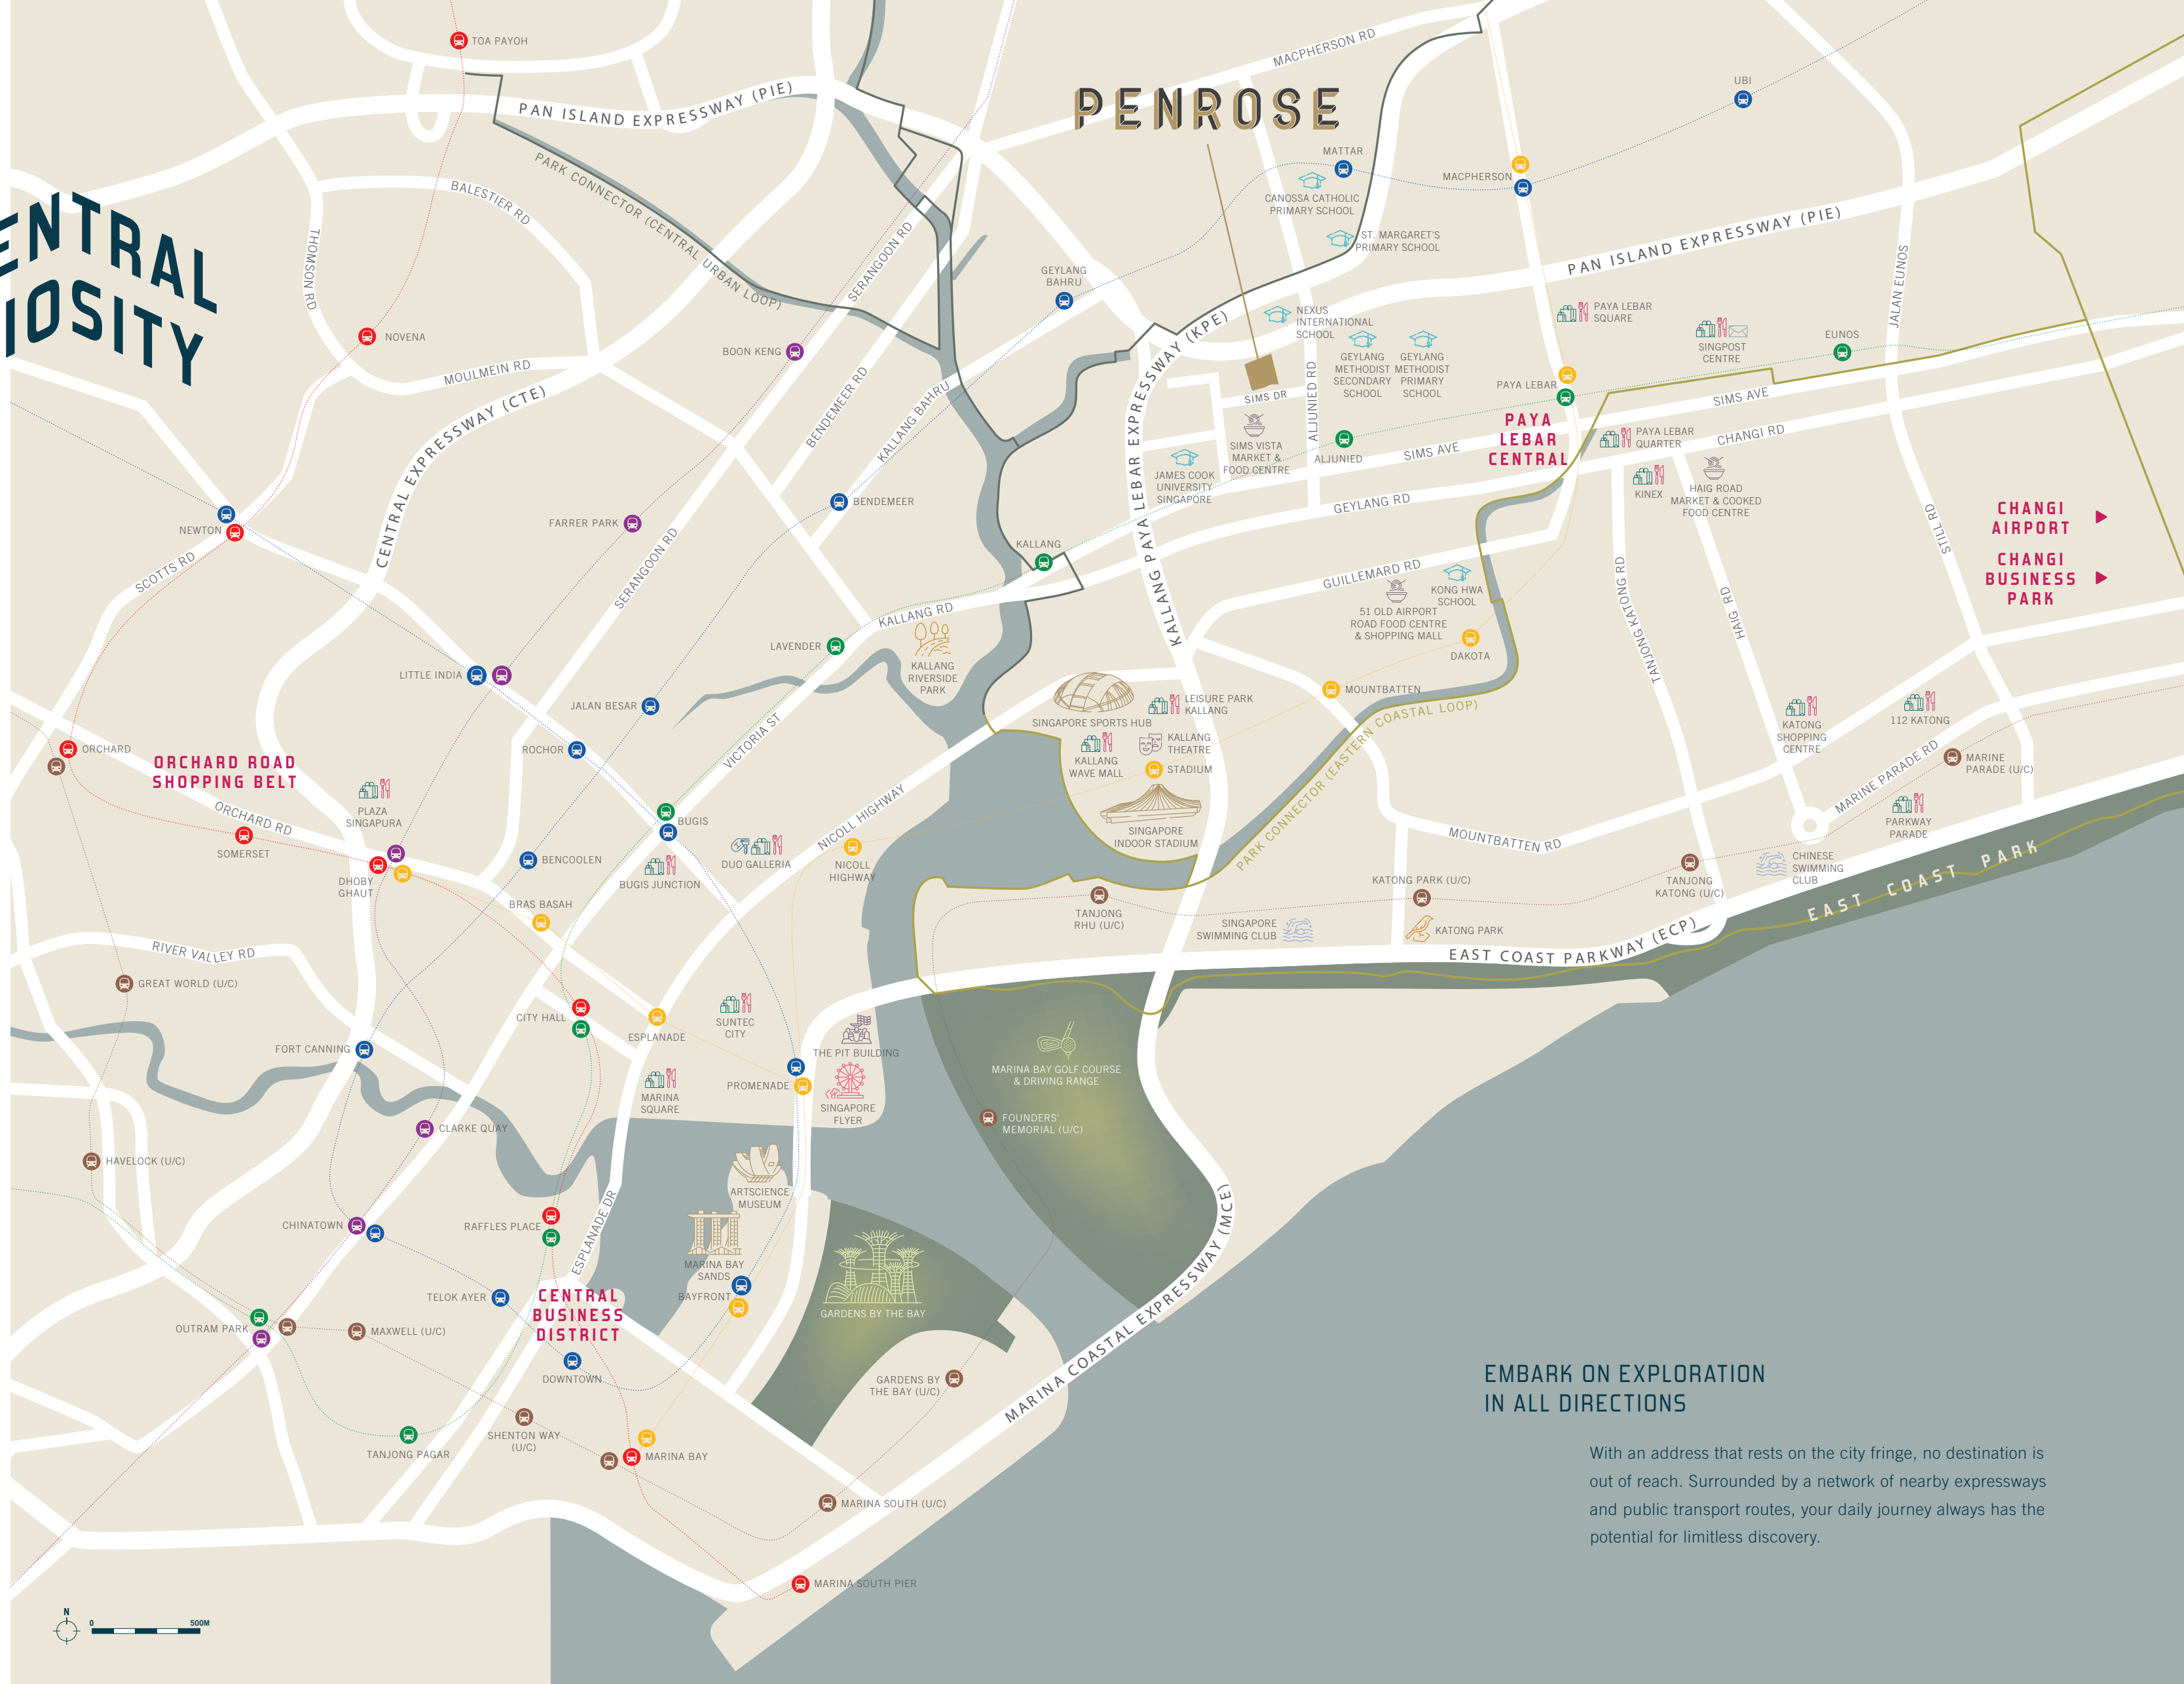 TOA PAYOH
MACPHERSON RD
UBI
PAN ISLAND EXPRESSWAY (PIE)
PENROSE
PARK CONNECTOR (CENTRAL URBAN LOOP)
MATTAR
MACPHERSON
CANOSSA CATHOLIC
PRIMARY SCHOOL
BALESTIER RD
ENTRAL
IOSITY
THOMSON RD
SERANGOON RD
ST. MARGARET'S
PRIMARY SCHOOL
PAN ISLAND EXPRESSWAY (PIE)
JALAN EUNOS
GEYLANG
BAHRU
NOVENA
BOON KENG
MOULMEIN RD
NEXUS
INTERNATIONAL
SCHOOL
GEYLANG
METHODIST
SECONDARY
SCHOOL
GEYLANG
METHODIST
PRIMARY
SCHOOL
PAYA LEBAR
SQUARE
SINGPOST
CENTRE
EUNOS
PAYA LEBAR
CENTRAL EXPRESSWAY (CTE)
BENDEMEER RD
KALLANG BAHRU
KALLANG PAYA LEBAR EXPRESSWAY (KPE)
SIMS DR
ALJUNIED RD
SIMS AVE
PAYA
LEBAR
CENTRAL
SIMS VISTA
MARKET &
FOOD CENTRE
ALJUNIED
SIMS AVE
PAYA LEBAR
QUARTER
CHANGI RD
JAMES COOK
UNIVERSITY
SINGAPORE
GEYLANG RD
KINEX
HAIG ROAD
MARKET & COOKED
FOOD CENTRE
STILL RD
CHANGI
AIRPORT
CHANGI
BUSINESS
PARK
NEWTON
FARRER PARK
BENDEMEER
KALLANG
SCOTTS RD
SERANGOON RD
KALLANG RD
GUILLEMARD RD
KONG HWA
SCHOOL
51 OLD AIRPORT
ROAD FOOD CENTRE
& SHOPPING MALL
DAKOTA
TANJONG KATONG RD
HAIG RD
LAVENDER
KALLANG
RIVERSIDE
PARK
LITTLE INDIA
JALAN BESAR
ROCHOR
VICTORIA ST
SINGAPORE SPORTS HUB
LEISURE PARK
KALLANG
MOUNTBATTEN
KALLANG
WAVE MALL
KALLANG
THEATRE
STADIUM
PARK CONNECTOR (EASTERN COASTAL LOOP)
KATONG
SHOPPING
CENTRE
112 KATONG
MARINE PARADE RD
MARINE
PARADE (U/C)
ORCHARD
ORCHARD ROAD
SHOPPING BELT
ORCHARD RD
PLAZA
SINGAPURA
SOMERSET
BUGIS
BUGIS JUNCTION
DUO GALLERIA
NICOLL HIGHWAY
NICOLL
HIGHWAY
SINGAPORE
INDOOR STADIUM
MOUNTBATTEN RD
PARKWAY
PARADE
DHOBY
GHAUT
BENCOOLEN
BRAS BASAH
TANJONG
RHU (U/C)
KATONG PARK (U/C)
TANJONG
KATONG (U/C)
CHINESE
SWIMMING
CLUB
EAST COAST PARK
SINGAPORE
SWIMMING CLUB
KATONG PARK
EAST COAST PARKWAY (ECP)
RIVER VALLEY RD
GREAT WORLD (U/C)
FORT CANNING
CITY HALL
ESPLANADE
SUNTEC
CITY
THE PIT BUILDING
MARINA BAY GOLF COURSE
& DRIVING RANGE
MARINA
SQUARE
PROMENADE
SINGAPORE
FLYER
FOUNDERS'
MEMORIAL (U/C)
CLARKE QUAY
HAVELOCK (U/C)
ARTSCIENCE
MUSEUM
CHINATOWN
RAFFLES PLACE
ESPLANADE DR
MARINA BAY
SANDS
BAYFRONT
GARDENS BY THE BAY
MARINA COASTAL EXPRESSWAY (MCE)
TELOK AYER
CENTRAL
BUSINESS
DISTRICT
OUTRAM PARK
MAXWELL (U/C)
DOWNTOWN
GARDENS BY
THE BAY (U/C)
TANJONG PAGAR
SHENTON WAY
(U/C)
MARINA BAY
MARINA SOUTH (U/C)
MARINA SOUTH PIER
EMBARK ON EXPLORATION
IN ALL DIRECTIONS
With an address that rests on the city fringe, no destination is
out of reach. Surrounded by a network of nearby expressways
and public transport routes, your daily journey always has the
potential for limitless discovery.
N
0
500M